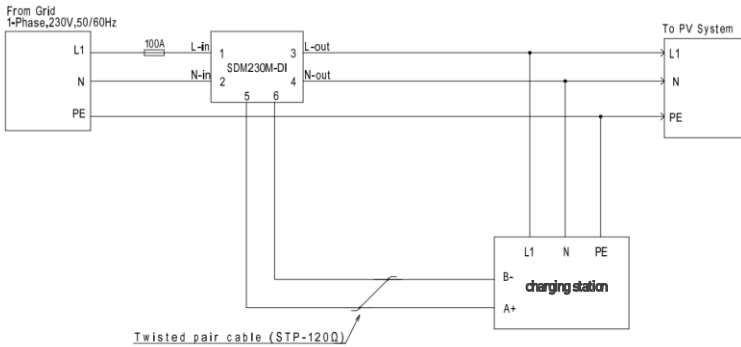 From Grid
1-Phase,230V,50/60Hz
To PV System
100A
L1
L-in
1
3
L-out
L1
SDM230M-DI
N
N-in
2
4
N-out
N
5
6
PE
PE
L1
N
PE
B-
charging station
A+
Twisted pair cable (STP-120Ω)